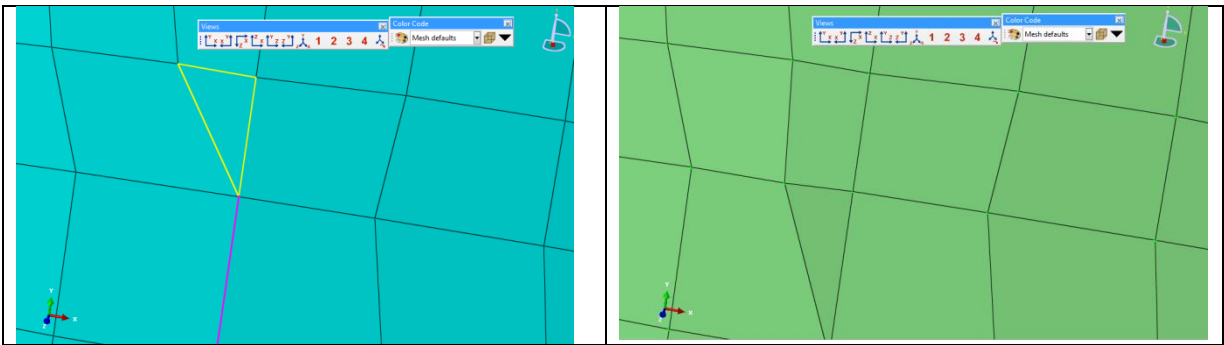 Views
Color Code
1 2 3 4
Mesh defaults
Y
X
Z
Views
Color Code
1 2 3 4
Mesh defaults
Y
X
Z